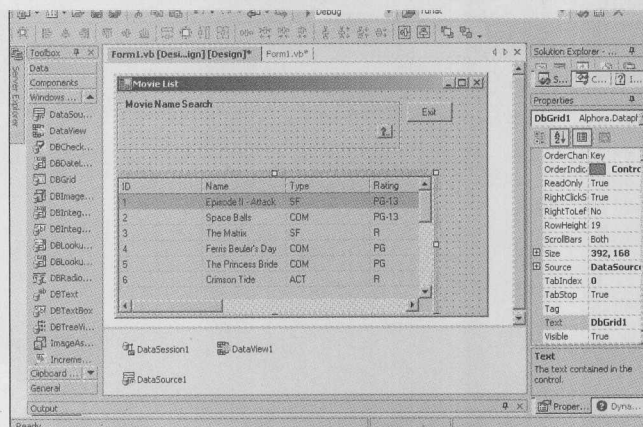 Debug
Toolbox
Server Explorer
Data
Components
Windows ...
DataSou...
DataView
DBCheck...
DBDateL...
DBGrid
DBImage...
DBInteg...
DBInteg...
DBLooku...
DBLooku...
DBRadio...
DBText
DBTextBox
DBTreeVi...
ImageAs...
Increme...
Clipboard ...
General
Form1.vb [Desi...ign] [Design]*
Form1.vb*
Movie List
Movie Name Search
Exit
ID Name Type Rating
1 Episode II - Attack SF PG-13
2 Space Balls COM PG-13
3 The Matrix SF R
4 Ferris Beuler's Day COM PG
5 The Princess Bride COM PG
6 Crimson Tide ACT R
DataSession1 DataView1
DataSource1
Solution Explorer - ...
S... C... I...
Properties
DbGrid1 Alphora.Dataph
OrderChan Key
OrderIndic Contro
ReadOnly True
RightClickS True
RightToLef No
RowHeight 19
ScrollBars Both
Size 392, 168
Source DataSource
TabIndex 0
TabStop True
Tag
Text DbGrid1
Visible True
Text
The text contained in the
control.
Proper... Dyna...
Output
Ready